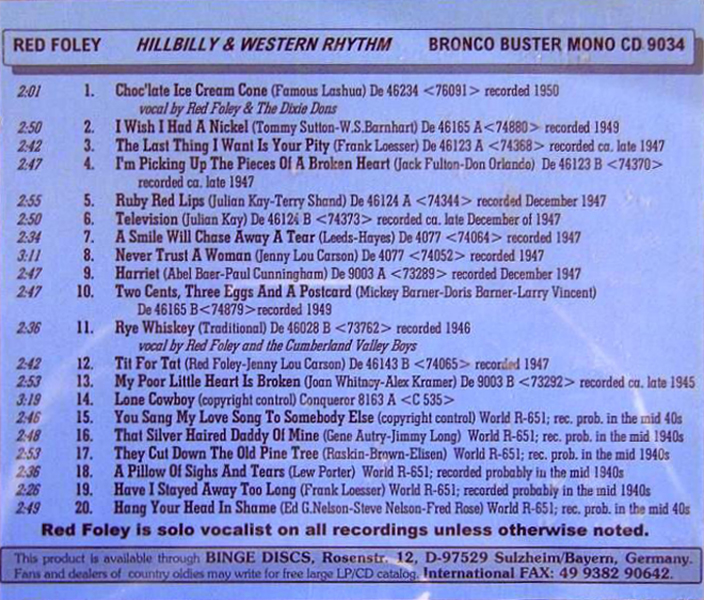 RED FOLEY HILLBILLY & WESTERN RHYTHM BRONCO BUSTER MONO CD 9034
2:01 1. Choc'late Ice Cream Cone (Famous Lashua) De 46234 <76091> recorded 1950
vocal by Red Foley & The Dixie Dons
2:50 2. I Wish I Had A Nickel (Tommy Sutton-W.S.Barnhart) De 46165 A <74880> recorded 1949
2:42 3. The Last Thing I Want Is Your Pity (Frank Loesser) De 46123 A <74368> recorded ca. late 1947
2:47 4. I'm Picking Up The Pieces Of A Broken Heart (Jack Fulton-Don Orlando) De 46123 B <74370>
recorded ca. late 1947
2:55 5. Ruby Red Lips (Julian Kay-Terry Shand) De 46124 A <74344> recorded December 1947
2:50 6. Television (Julian Kay) De 46124 B <74373> recorded ca. late December of 1947
2:34 7. A Smile Will Chase Away A Tear (Leeds-Hayes) De 4077 <74064> recorded 1947
3:11 8. Never Trust A Woman (Jenny Lou Carson) De 4077 <74052> recorded 1947
2:47 9. Harriet (Abel Baer-Paul Cunningham) De 9003 A <73289> recorded December 1947
2:47 10. Two Cents, Three Eggs And A Postcard (Mickey Barner-Doris Barner-Larry Vincent)
De 46165 B <74879> recorded 1949
2:36 11. Rye Whiskey (Traditional) De 46028 B <73762> recorded 1946
vocal by Red Foley and the Cumberland Valley Boys
2:42 12. Tit For Tat (Red Foley-Jenny Lou Carson) De 46143 B <74065> recorded 1947
2:53 13. My Poor Little Heart Is Broken (Joan Whitney-Alex Kramer) De 9003 B <73292> recorded ca. late 1945
3:19 14. Lone Cowboy (copyright control) Conqueror 8163 A <C 535>
2:46 15. You Sang My Love Song To Somebody Else (copyright control) World R-651; rec. prob. in the mid 40s
2:48 16. That Silver Haired Daddy Of Mine (Gene Autry-Jimmy Long) World R-651; rec. prob. in the mid 1940s
2:53 17. They Cut Down The Old Pine Tree (Raskin-Brown-Elisen) World R-651; rec. prob. in the mid 1940s
2:36 18. A Pillow Of Sighs And Tears (Lew Porter) World R-651; recorded probably in the mid 1940s
2:26 19. Have I Stayed Away Too Long (Frank Loesser) World R-651; recorded probably in the mid 1940s
2:49 20. Hang Your Head In Shame (Ed G.Nelson-Steve Nelson-Fred Rose) World R-651; rec. prob. in the mid 40s
Red Foley is solo vocalist on all recordings unless otherwise noted.
This product is available through BINGE DISCS, Rosenstr. 12, D-97529 Sulzheim/Bayern, Germany.
Fans and dealers of country oldies may write for free large LP/CD catalog. International FAX: 49 9382 90642.